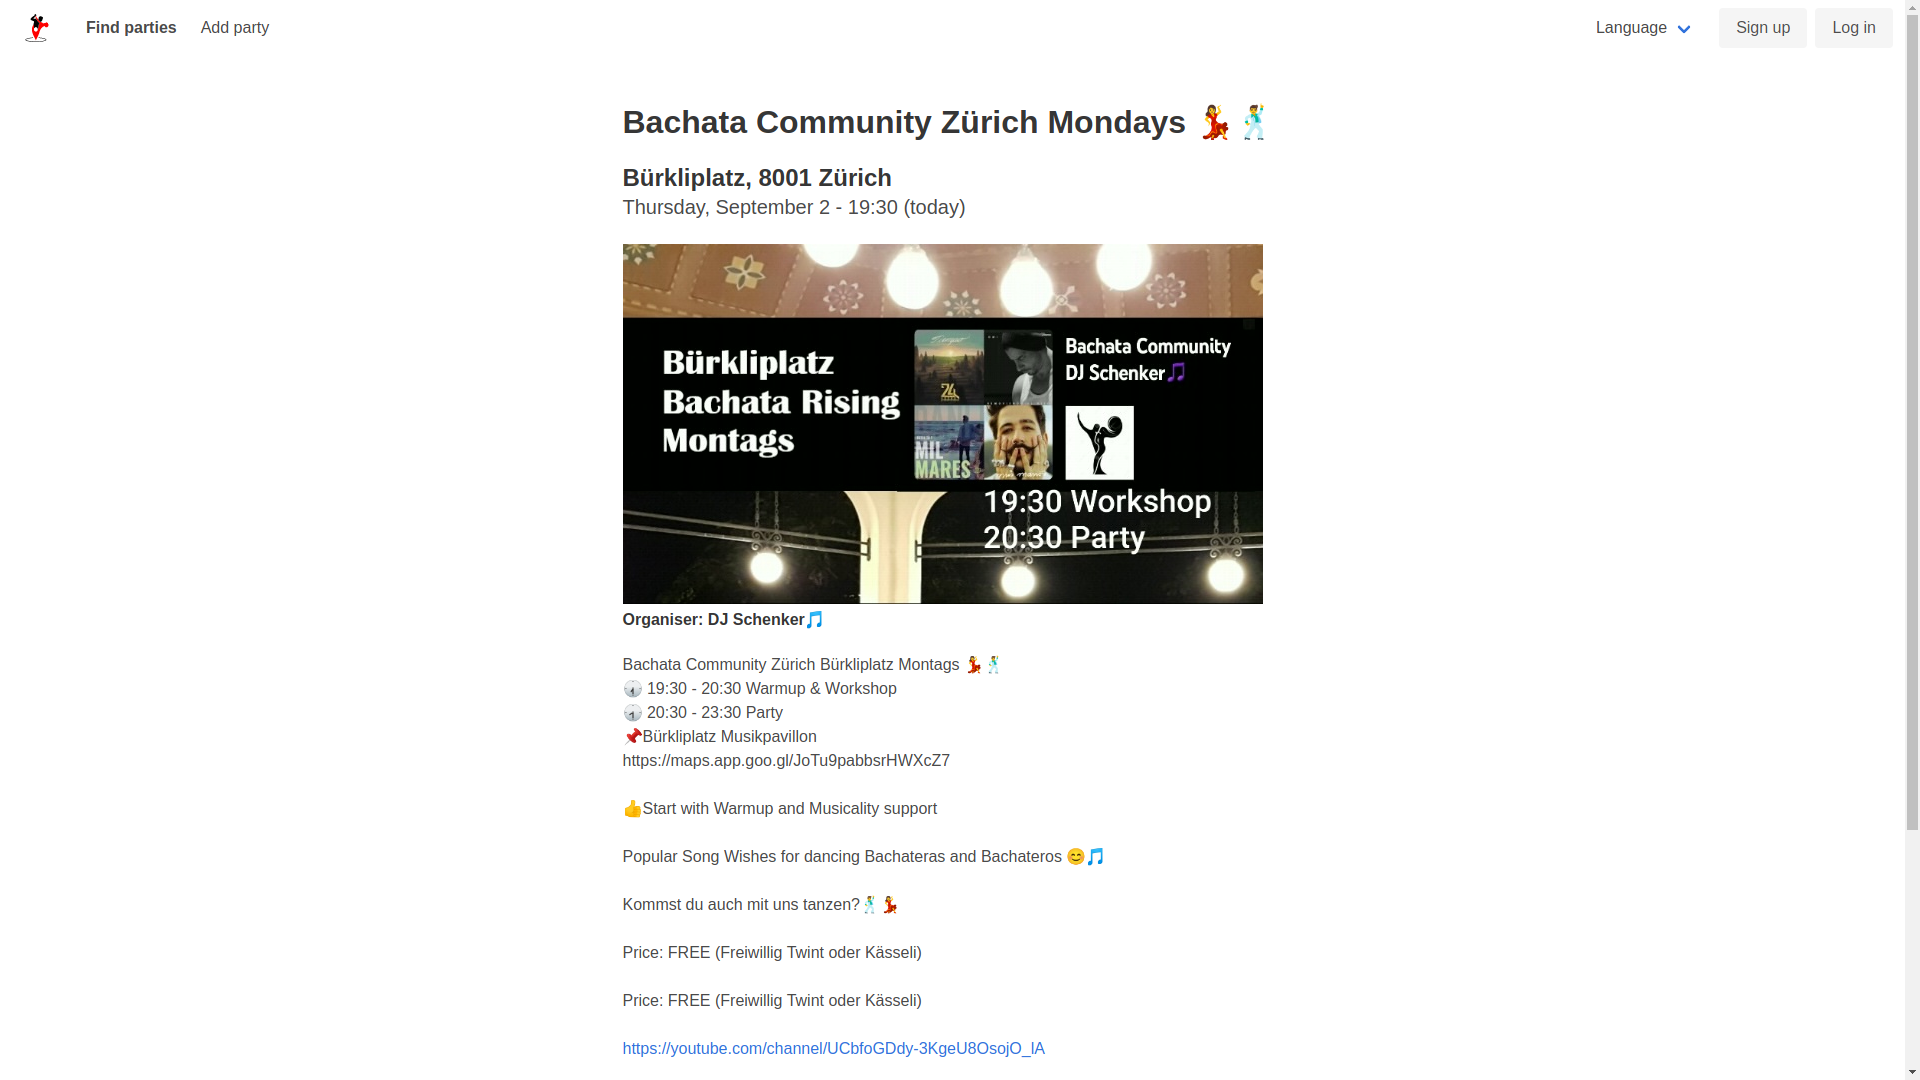 Find parties
Add party
Language
Sign up
Log in
Bachata Community Zürich Mondays 💃🕺
Bürkliplatz, 8001 Zürich
Thursday, September 2 - 19:30 (today)
Bürkliplatz
Bachata Rising
Montags
24
MIL
MARES
Bachata Community
DJ Schenker🎵
19:30 Workshop
20:30 Party
Organiser: DJ Schenker🎵
Bachata Community Zürich Bürkliplatz Montags 💃🕺
🕢 19:30 - 20:30 Warmup & Workshop
🕣 20:30 - 23:30 Party
📌Bürkliplatz Musikpavillon
https://maps.app.goo.gl/JoTu9pabbsrHWXcZ7
👍Start with Warmup and Musicality support
Popular Song Wishes for dancing Bachateras and Bachateros 😊🎵
Kommst du auch mit uns tanzen?🕺💃
Price: FREE (Freiwillig Twint oder Kässeli)
Price: FREE (Freiwillig Twint oder Kässeli)
https://youtube.com/channel/UCbfoGDdy-3KgeU8OsojO_lA